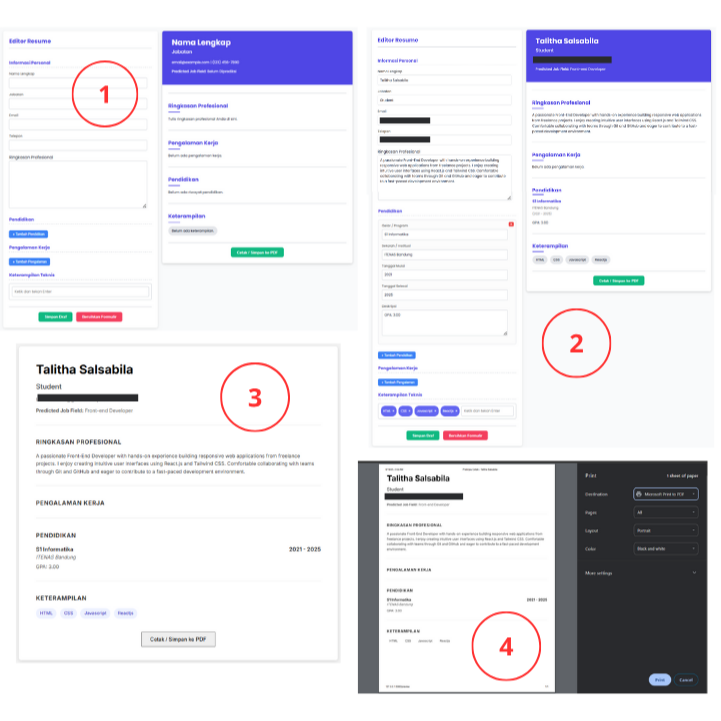 Editor Resume
Informasi Personal
Nama Lengkap
Jabatan
Email
Telepon
Ringkasan Profesional
Pendidikan
+ Tambah Pendidikan
Pengalaman Kerja
+ Tambah Pengalaman
Keterampilan Teknis
Ketik dan tekan Enter
Simpan Draf
Bersihkan Formulir
1
Nama Lengkap
Jabatan
Predicted Job Field: Belum Diprediksi
Ringkasan Profesional
Tulis ringkasan profesional Anda di sini.
Pengalaman Kerja
Belum ada pengalaman kerja
Pendidikan
Belum ada riwayat pendidikan
Keterampilan
Belum ada keterampilan
Cetak / Simpan ke PDF
Editor Resume
Informasi Personal
Nama Lengkap
Talitha Salsabila
Jabatan
Student
Email
Telepon
Ringkasan Profesional
A passionate Front-End Developer with hands-on experience building
responsive web applications from freelance projects. I enjoy creating
intuitive user interfaces using React.js and Tailwind CSS. Comfortable
collaborating with teams through Git and GitHub and eager to contribute
to a fast-paced development environment.
Pendidikan
Gelar / Program
S1 Informatika
Sekolah / Institusi
ITENAS Bandung
Tanggal Mulai
2021
Tanggal Selesai
2025
Deskripsi
GPA: 3.00
+ Tambah Pendidikan
Pengalaman Kerja
+ Tambah Pengalaman
Keterampilan Teknis
HTML x
CSS x
Javascript x
Reactjs x
Ketik dan tekan Enter
Simpan Draf
Bersihkan Formulir
Talitha Salsabila
Student
Predicted Job Field: Front-end Developer
Ringkasan Profesional
A passionate Front-End Developer with hands-on experience building responsive web applications
from freelance projects. I enjoy creating intuitive user interfaces using React.js and Tailwind CSS.
Comfortable collaborating with teams through Git and GitHub and eager to contribute to a fast-
paced development environment.
Pengalaman Kerja
Belum ada pengalaman kerja
Pendidikan
S1 Informatika
ITENAS Bandung
2021 - 2025
GPA: 3.00
Keterampilan
HTML
CSS
Javascript
Reactjs
Cetak / Simpan ke PDF
2
Talitha Salsabila
Student
Predicted Job Field: Front-end Developer
3
RINGKASAN PROFESIONAL
A passionate Front-End Developer with hands-on experience building responsive web applications from freelance
projects. I enjoy creating intuitive user interfaces using React.js and Tailwind CSS. Comfortable collaborating with teams
through Git and GitHub and eager to contribute to a fast-paced development environment.
PENGALAMAN KERJA
PENDIDIKAN
S1 Informatika
2021 - 2025
ITENAS Bandung
GPA: 3.00
KETERAMPILAN
HTML
CSS
Javascript
Reactjs
Cetak / Simpan ke PDF
Talitha Salsabila
Student
Predicted Job Field: Front-end Developer
RINGKASAN PROFESIONAL
A passionate Front-End Developer with hands-on experience building responsive web applications from
freelance projects. I enjoy creating intuitive user interfaces using React.js and Tailwind CSS. Comfortable
collaborating with teams through Git and GitHub and eager to contribute to a fast-paced development
environment.
PENGALAMAN KERJA
PENDIDIKAN
S1 Informatika
2021 - 2025
ITENAS Bandung
GPA: 3.00
KETERAMPILAN
HTML
CSS
Javascript
Reactjs
4
Print
1 sheet of paper
Destination
Microsoft Print to PDF
Pages
All
Layout
Portrait
Color
Black and white
More settings
Print
Cancel